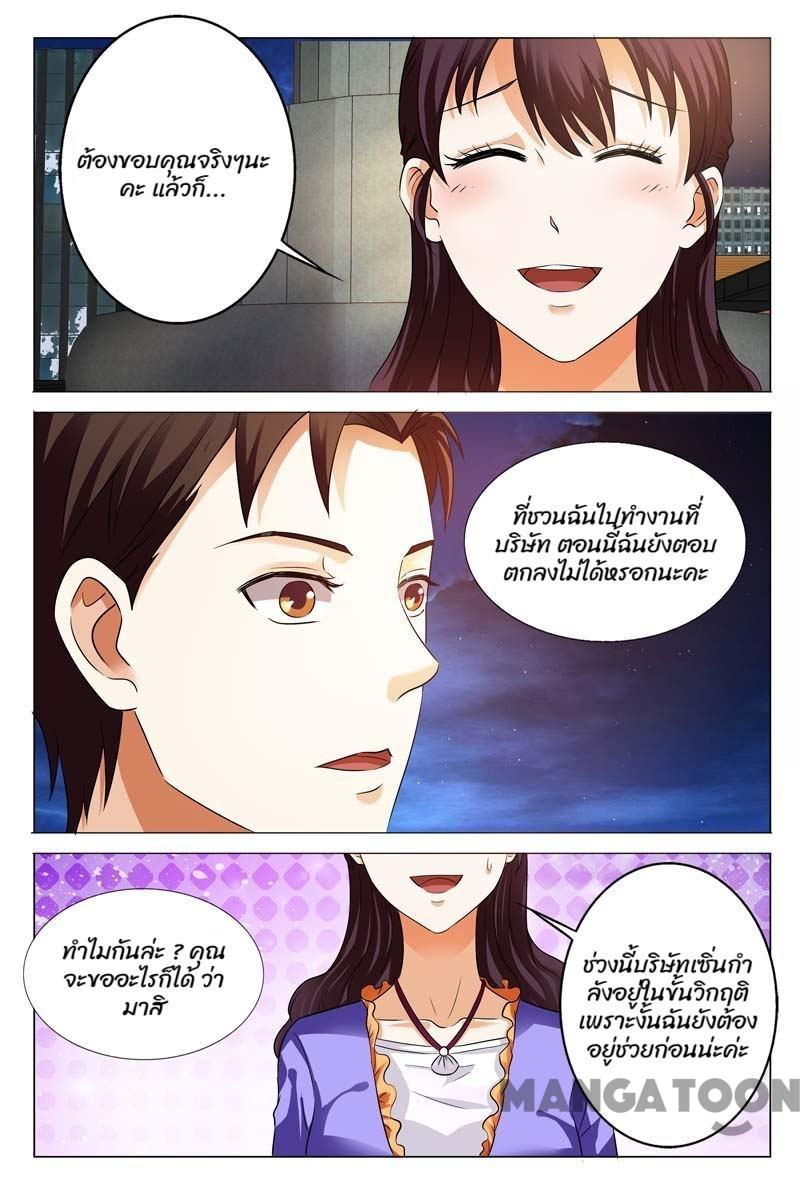 ต้องขอบคุณจริงๆนะ
คะ แล้วก็...
ที่ชวนฉันไปทำงานที่
บริษัท ตอนนี้ฉันยังตอบ
ตกลงไม่ได้หรอกนะคะ
ทำไมกันล่ะ ? คุณ
จะขออะไรก็ได้ ว่า
มาสิ
ช่วงนี้บริษัทเซิ่นกำ
ลังอยู่ในขั้นวิกฤติ
เพราะงั้นฉันยังต้อง
อยู่ช่วยก่อนน่ะค่ะ
MANGATOON